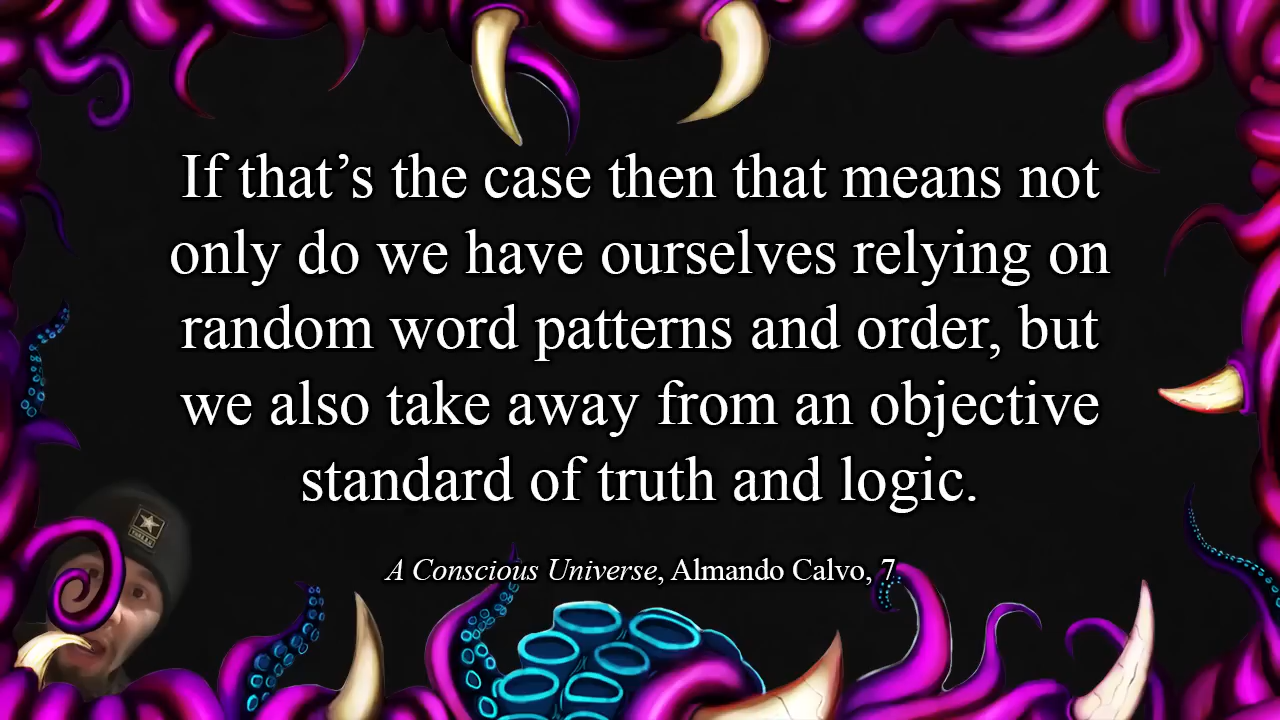 If that’s the case then that means not
only do we have ourselves relying on
random word patterns and order, but
we also take away from an objective
standard of truth and logic.
A Conscious Universe, Almando Calvo, 7